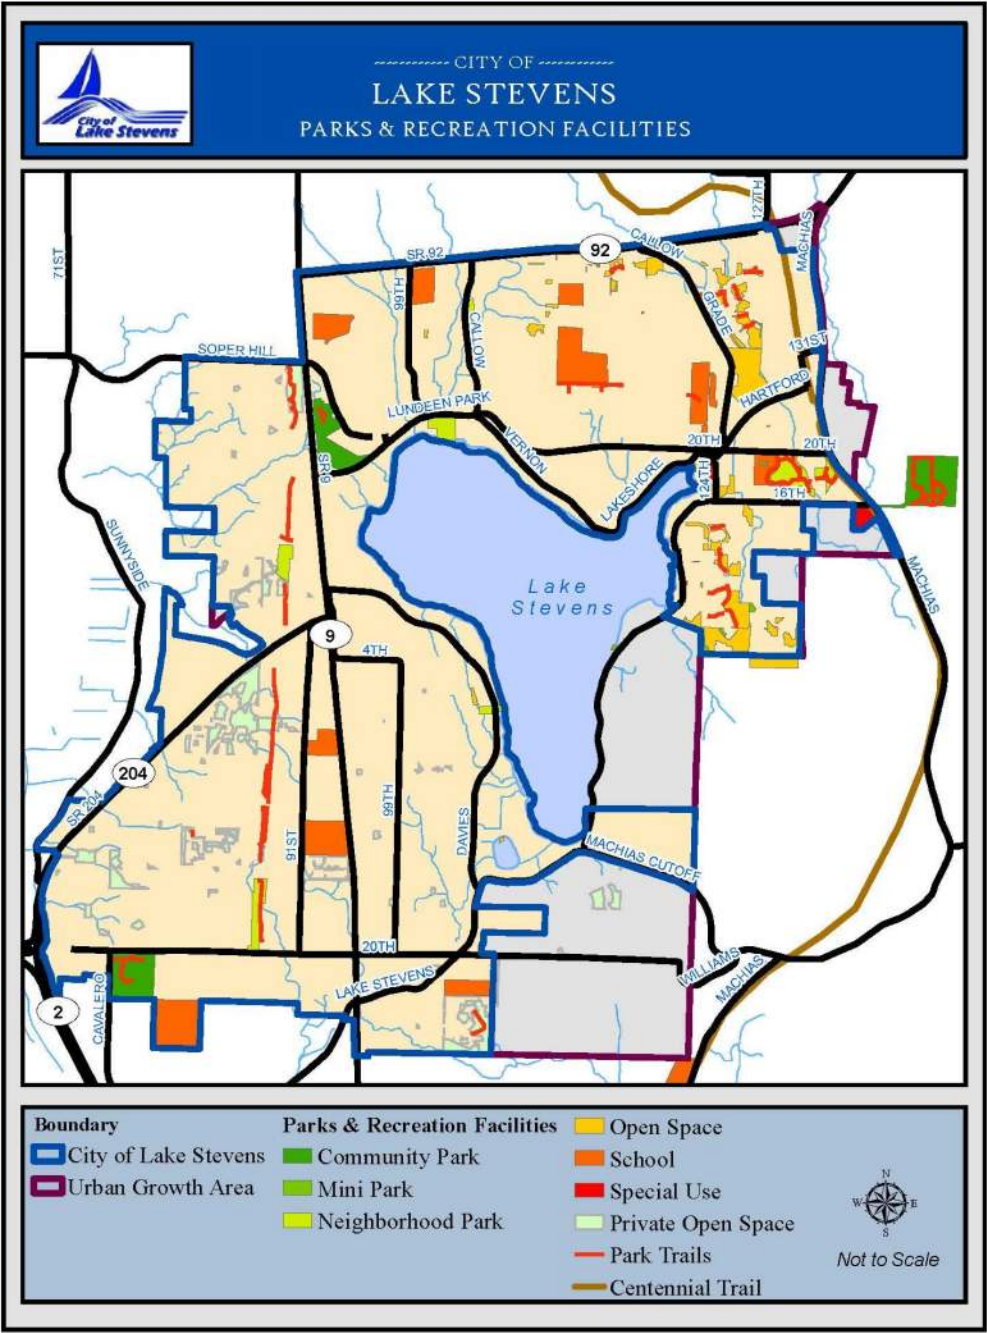 City of
Lake Stevens
----------- CITY OF -----------
LAKE STEVENS
PARKS & RECREATION FACILITIES
71ST
127TH
MACHIAS
CALLOW
SR 92
92
99TH
CALLOW
GRADE
131ST
SOPER HILL
HARTFORD
LUNDEEN PARK
VERNON
20TH
20TH
SR 9
LAKESHORE
124TH
16TH
SUNNYSIDE
MACHIAS
Lake
Stevens
9
4TH
204
SR 204
91ST
99TH
DAVIES
MACHIAS CUTOFF
20TH
WILLIAMS
MACHIAS
LAKE STEVENS
CAVALERO
2
Boundary
City of Lake Stevens
Urban Growth Area
Parks & Recreation Facilities
Community Park
Mini Park
Neighborhood Park
Open Space
School
Special Use
Private Open Space
Park Trails
Centennial Trail
N
W E
S
Not to Scale